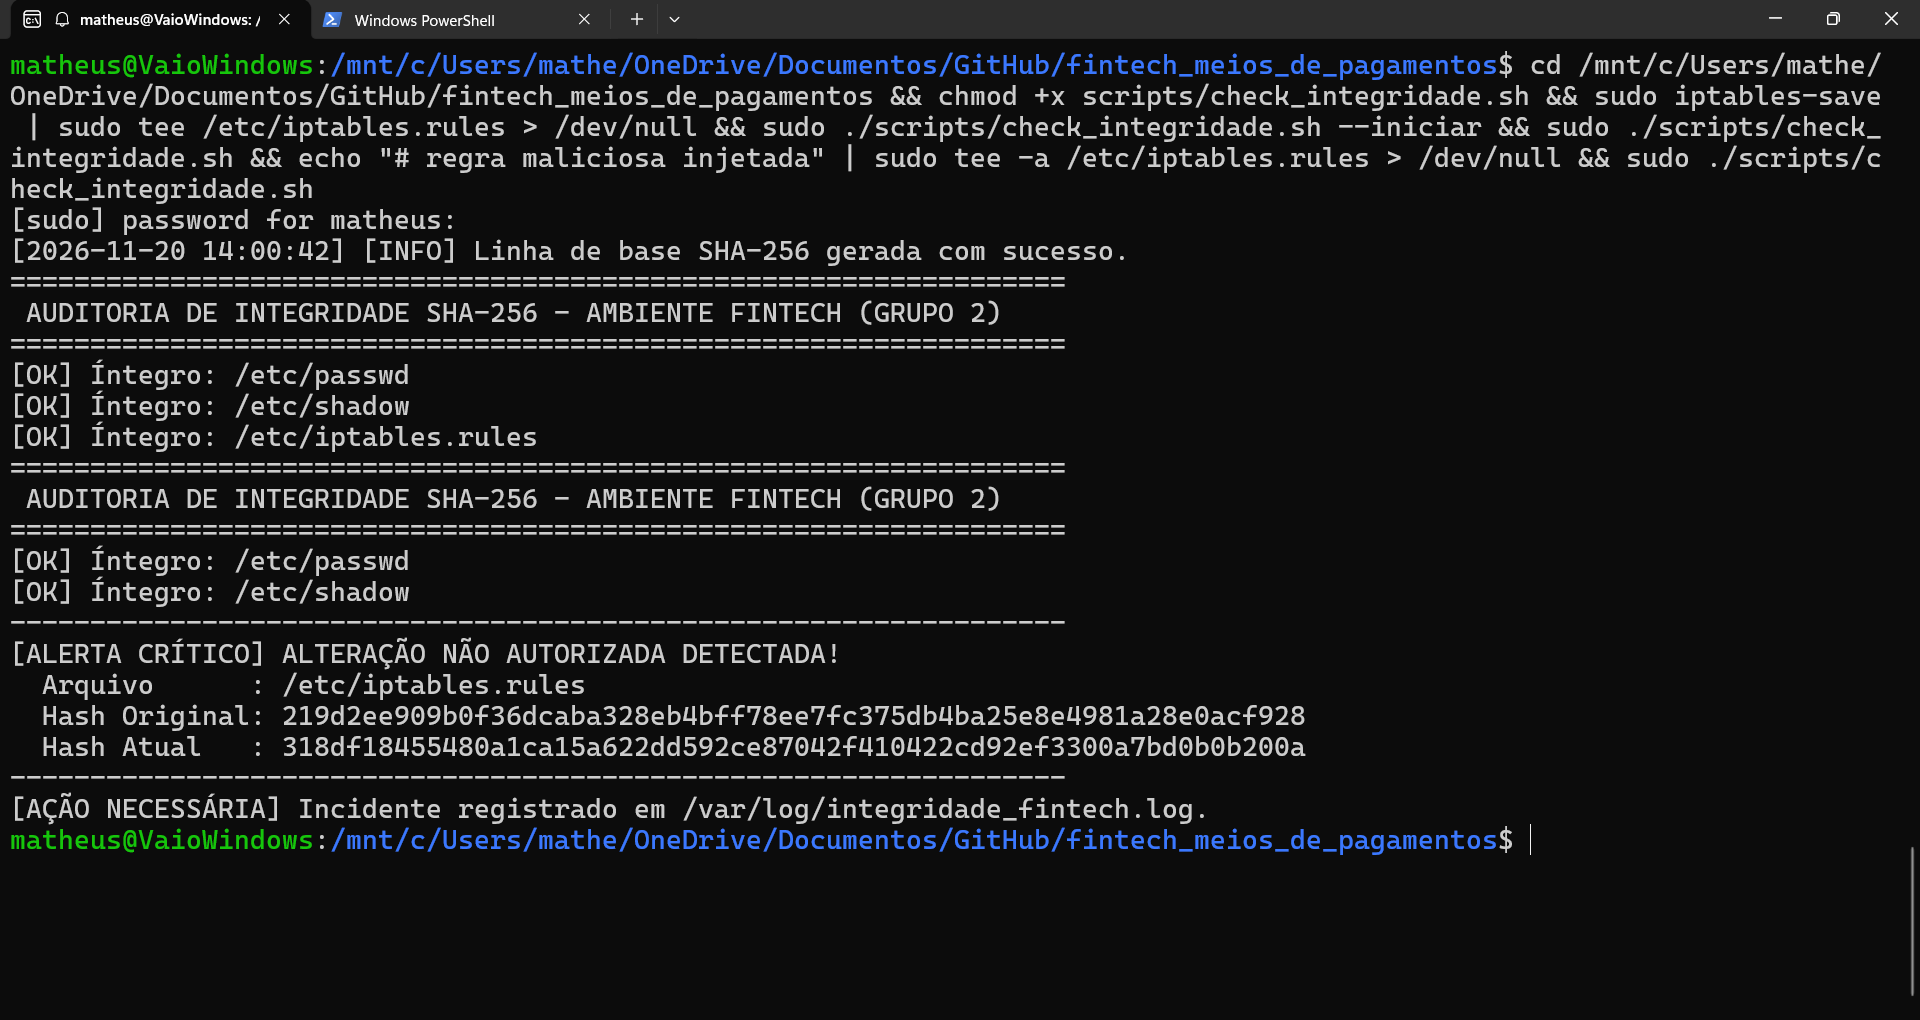 matheus@VaioWindows: /
Windows PowerShell
matheus@VaioWindows:/mnt/c/Users/mathe/OneDrive/Documentos/GitHub/fintech_meios_de_pagamentos$ cd /mnt/c/Users/mathe/
OneDrive/Documentos/GitHub/fintech_meios_de_pagamentos && chmod +x scripts/check_integridade.sh && sudo iptables-save
 | sudo tee /etc/iptables.rules > /dev/null && sudo ./scripts/check_integridade.sh --iniciar && sudo ./scripts/check_
integridade.sh && echo "# regra maliciosa injetada" | sudo tee -a /etc/iptables.rules > /dev/null && sudo ./scripts/c
heck_integridade.sh
[sudo] password for matheus:
[2026-11-20 14:00:42] [INFO] Linha de base SHA-256 gerada com sucesso.
==================================================================
 AUDITORIA DE INTEGRIDADE SHA-256 - AMBIENTE FINTECH (GRUPO 2)
==================================================================
[OK] Íntegro: /etc/passwd
[OK] Íntegro: /etc/shadow
[OK] Íntegro: /etc/iptables.rules
==================================================================
 AUDITORIA DE INTEGRIDADE SHA-256 - AMBIENTE FINTECH (GRUPO 2)
==================================================================
[OK] Íntegro: /etc/passwd
[OK] Íntegro: /etc/shadow
------------------------------------------------------------------
[ALERTA CRÍTICO] ALTERAÇÃO NÃO AUTORIZADA DETECTADA!
  Arquivo      : /etc/iptables.rules
  Hash Original: 219d2ee909b0f36dcaba328eb4bff78ee7fc375db4ba25e8e4981a28e0acf928
  Hash Atual   : 318df18455480a1ca15a622dd592ce87042f410422cd92ef3300a7bd0b0b200a
------------------------------------------------------------------
[AÇÃO NECESSÁRIA] Incidente registrado em /var/log/integridade_fintech.log.
matheus@VaioWindows:/mnt/c/Users/mathe/OneDrive/Documentos/GitHub/fintech_meios_de_pagamentos$